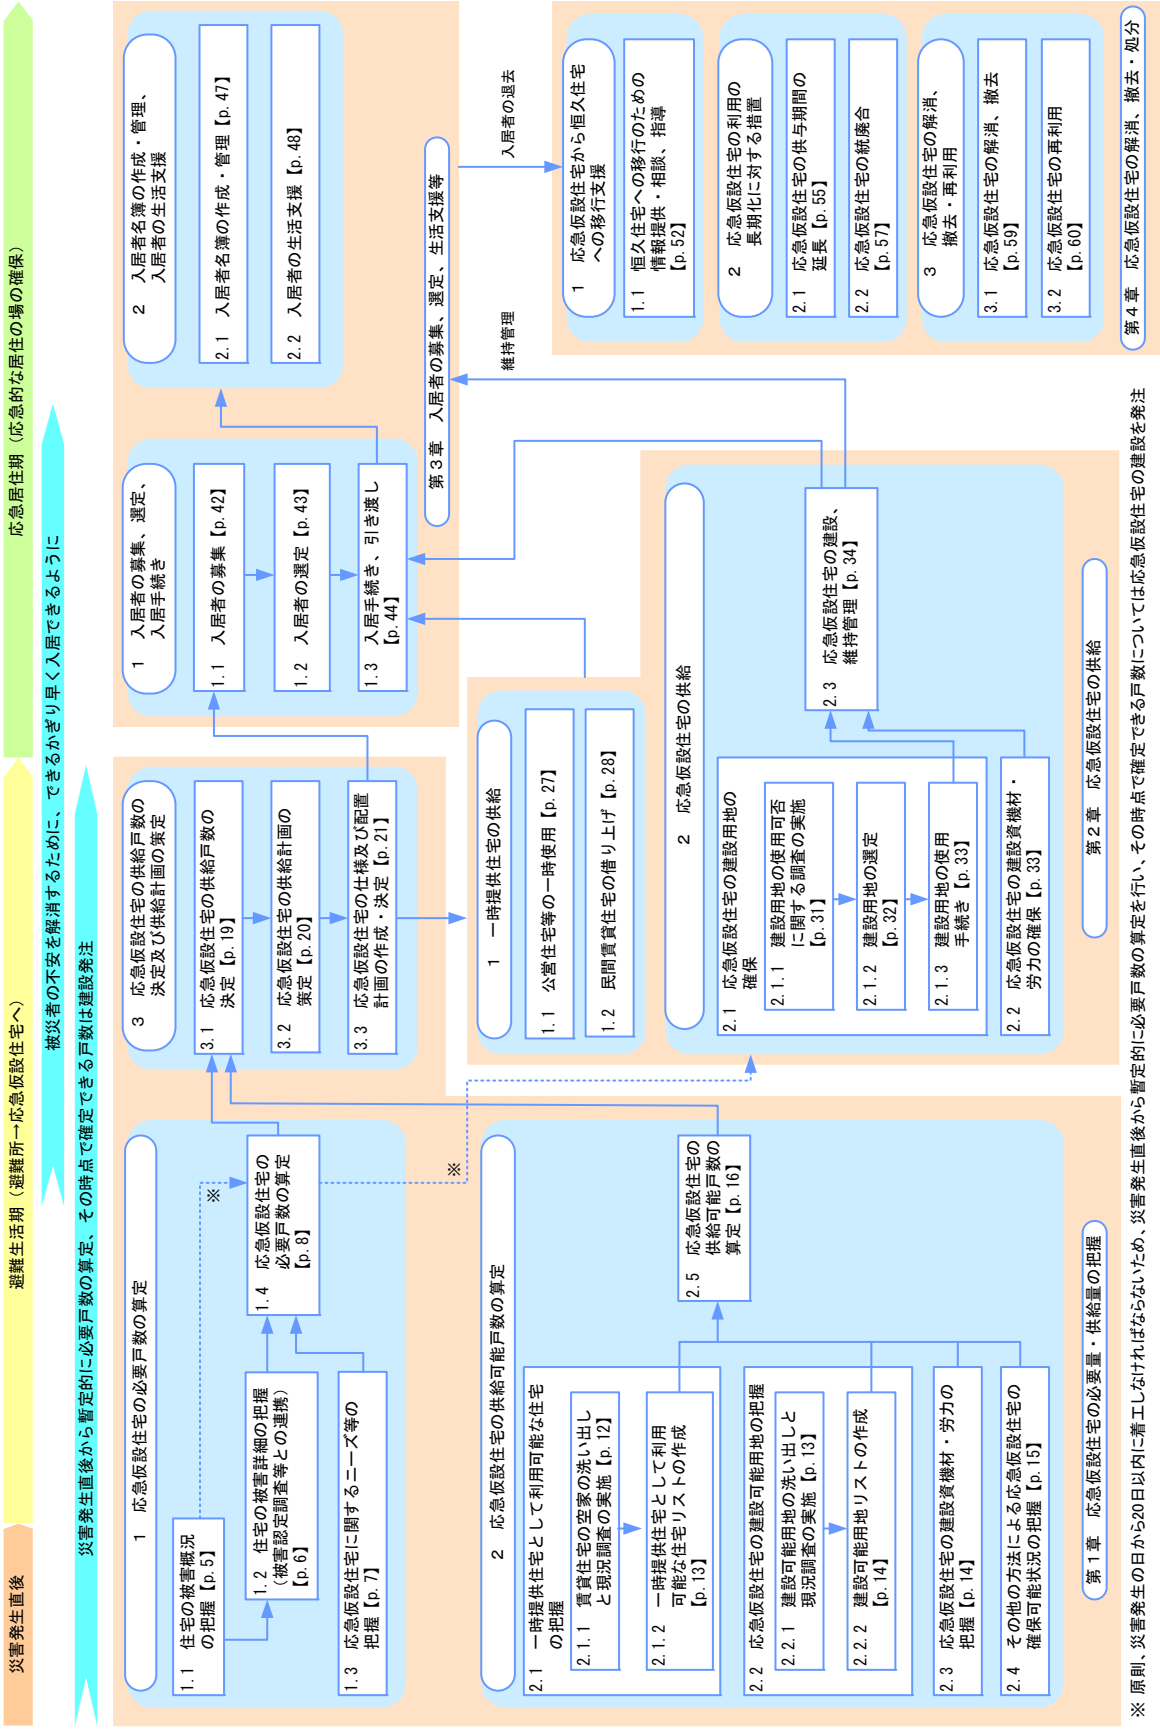 災害発生直後
避難生活期（避難所→応急仮設住宅へ）
応急居住期（応急的な居住の場の確保）
被災者の不安を解消するために、できるかぎり早く入居できるように
災害発生直後から暫定的に必要戸数の算定、その時点で確定できる戸数は建設発注
1　応急仮設住宅の必要戸数の算定
1.1　住宅の被害概況
の把握【p.5】
1.2　住宅の被害詳細の把握
（被害認定調査等との連携）
【p.6】
1.3　応急仮設住宅に関するニーズ等の
把握【p.7】
※
1.4　応急仮設住宅の
必要戸数の算定
【p.8】
※
2　応急仮設住宅の供給可能戸数の算定
2.1　一時提供住宅として利用可能な住宅
の把握
2.1.1　賃貸住宅の空家の洗い出し
と現況調査の実施【p.12】
2.1.2　一時提供住宅として利用
可能な住宅リストの作成
【p.13】
2.2　応急仮設住宅の建設可能用地の把握
2.2.1　建設可能用地の洗い出しと
現況調査の実施【p.13】
2.2.2　建設可能用地リストの作成
【p.14】
2.3　応急仮設住宅の建設資機材・労力の
把握【p.14】
2.4　その他の方法による応急仮設住宅の
確保可能状況の把握【p.15】
2.5　応急仮設住宅の
供給可能戸数の
算定【p.16】
第１章　応急仮設住宅の必要量・供給量の把握
3　応急仮設住宅の供給戸数の
決定及び供給計画の策定
3.1　応急仮設住宅の供給戸数の
決定【p.19】
3.2　応急仮設住宅の供給計画の
策定【p.20】
3.3　応急仮設住宅の仕様及び配置
計画の作成・決定【p.21】
1　一時提供住宅の供給
1.1　公営住宅等の一時使用【p.27】
1.2　民間賃貸住宅の借り上げ【p.28】
2　応急仮設住宅の供給
2.1　応急仮設住宅の建設用地の
確保
2.1.1　建設用地の使用可否
に関する調査の実施
【p.31】
2.1.2　建設用地の選定
【p.32】
2.1.3　建設用地の使用
手続き【p.33】
2.2　応急仮設住宅の建設資機材・
労力の確保【p.33】
2.3　応急仮設住宅の建設、
維持管理【p.34】
第２章　応急仮設住宅の供給
1　入居者の募集、選定、
入居手続き
1.1　入居者の募集【p.42】
1.2　入居者の選定【p.43】
1.3　入居手続き、引き渡し
【p.44】
2　入居者名簿の作成・管理、
入居者の生活支援
2.1　入居者名簿の作成・管理【p.47】
2.2　入居者の生活支援【p.48】
第３章　入居者の募集、選定、生活支援等
維持管理
入居者の退去
1　応急仮設住宅から恒久住宅
への移行支援
1.1　恒久住宅への移行のための
情報提供・相談、指導
【p.52】
2　応急仮設住宅の利用の
長期化に対する措置
2.1　応急仮設住宅の供与期間の
延長【p.55】
2.2　応急仮設住宅の統廃合
【p.57】
3　応急仮設住宅の解消、
撤去・再利用
3.1　応急仮設住宅の解消、撤去
【p.59】
3.2　応急仮設住宅の再利用
【p.60】
第４章　応急仮設住宅の解消、撤去・処分
※ 原則、災害発生の日から20日以内に着工しなければならないため、災害発生直後から暫定的に必要戸数の算定を行い、その時点で確定できる戸数については応急仮設住宅の建設を発注